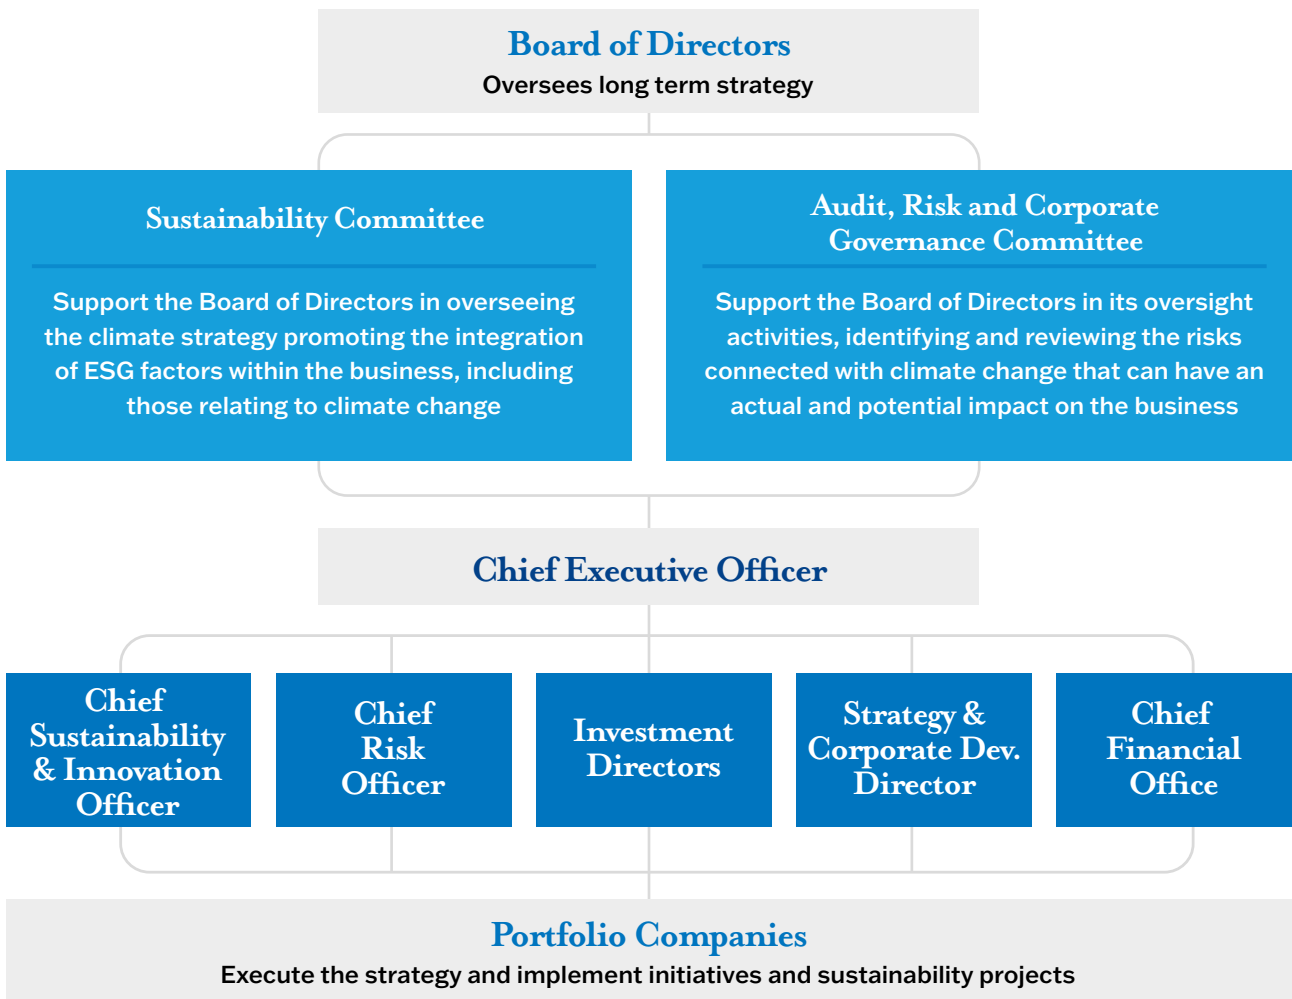 Board of Directors
Oversees long term strategy
Sustainability Committee
Support the Board of Directors in overseeing
the climate strategy promoting the integration
of ESG factors within the business, including
those relating to climate change
Audit, Risk and Corporate
Governance Committee
Support the Board of Directors in its oversight
activities, identifying and reviewing the risks
connected with climate change that can have an
actual and potential impact on the business
Chief Executive Officer
Chief
Sustainability
& Innovation
Officer
Chief
Risk
Officer
Investment
Directors
Strategy &
Corporate Dev.
Director
Chief
Financial
Office
Portfolio Companies
Execute the strategy and implement initiatives and sustainability projects